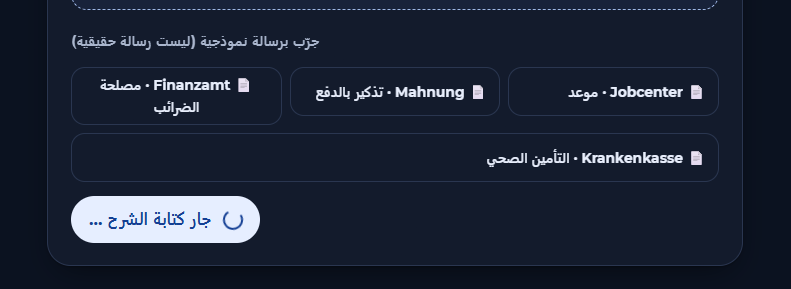 جرّب برسالة نموذجية (ليست رسالة حقيقية)
Jobcenter · موعد
Mahnung · تذكير بالدفع
Finanzamt · مصلحة
الضرائب
Krankenkasse · التأمين الصحي
جار كتابة الشرح ...